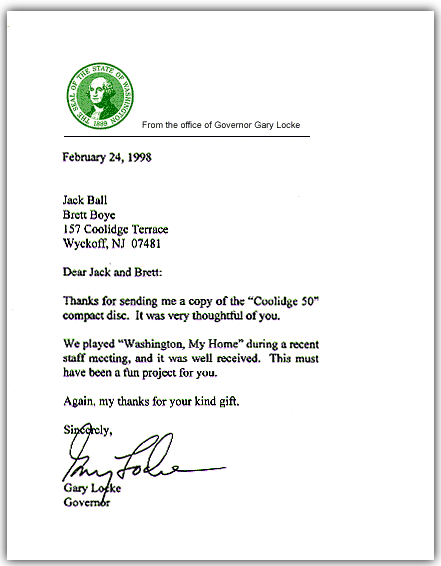 THE SEAL OF THE STATE OF WASHINGTON
1889
From the office of Governor Gary Locke
February 24, 1998
Jack Ball
Brett Boye
157 Coolidge Terrace
Wyckoff, NJ 07481
Dear Jack and Brett:
Thanks for sending me a copy of the “Coolidge 50”
compact disc. It was very thoughtful of you.
We played “Washington, My Home” during a recent
staff meeting, and it was well received. This must
have been a fun project for you.
Again, my thanks for your kind gift.
Sincerely,
Gary Locke
Gary Locke
Governor